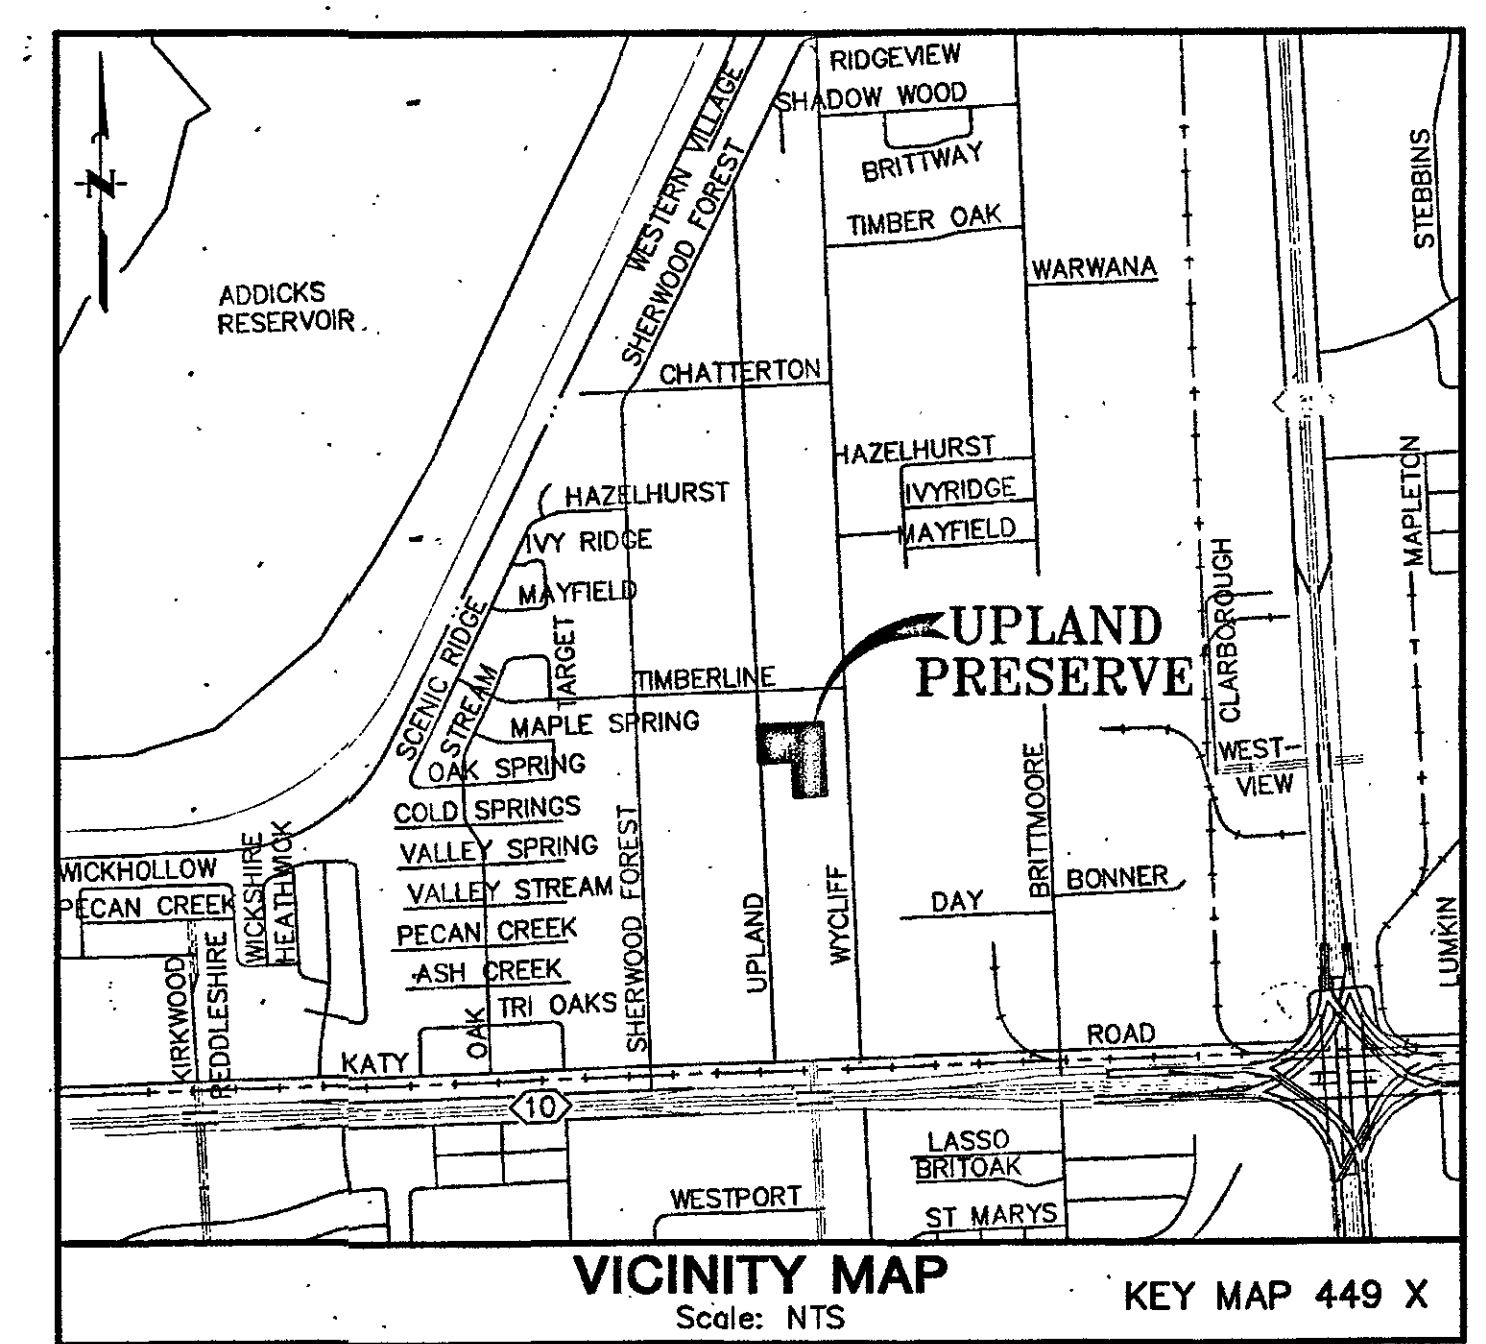 RIDGEVIEW
SHADOW WOOD
BRITTWAY
TIMBER OAK
WARWANA
STEBBINS
WESTERN VILLAGE
SHERWOOD FOREST
N
ADDICKS
RESERVOIR
CHATTERTON
HAZELHURST
IVYRIDGE
MAYFIELD
MAPLETON
HAZELHURST
IVY RIDGE
MAYFIELD
TARGET
SCENIC RIDGE
STREAM
TIMBERLINE
UPLAND
PRESERVE
CLARBOROUGH
MAPLE SPRING
OAK SPRING
WEST-
VIEW
COLD SPRINGS
VALLEY SPRING
VALLEY STREAM
PECAN CREEK
ASH CREEK
TRI OAKS
OAK
SHERWOOD FOREST
UPLAND
WYCLIFF
BRITTMOORE
BONNER
DAY
LUMKIN
WICKHOLLOW
PECAN CREEK
WICKSHIRE
HEATHWICK
KIRKWOOD
PEDDLESHIRE
KATY
ROAD
10
LASSO
BRITOAK
WESTPORT
ST MARYS
VICINITY MAP
Scale: NTS
KEY MAP 449 X